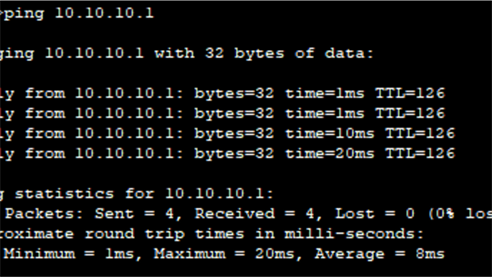 >ping 10.10.10.1
ging 10.10.10.1 with 32 bytes of data:
ly from 10.10.10.1: bytes=32 time=1ms TTL=126
ly from 10.10.10.1: bytes=32 time=1ms TTL=126
ly from 10.10.10.1: bytes=32 time=10ms TTL=126
ly from 10.10.10.1: bytes=32 time=20ms TTL=126
g statistics for 10.10.10.1:
Packets: Sent = 4, Received = 4, Lost = 0 (0% los
roximate round trip times in milli-seconds:
Minimum = 1ms, Maximum = 20ms, Average = 8ms